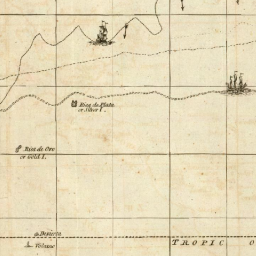 Rica de Plata
or Silver I.
Rica de Oro
or Gold I.
a Desierta
Volcano
TROPIC O